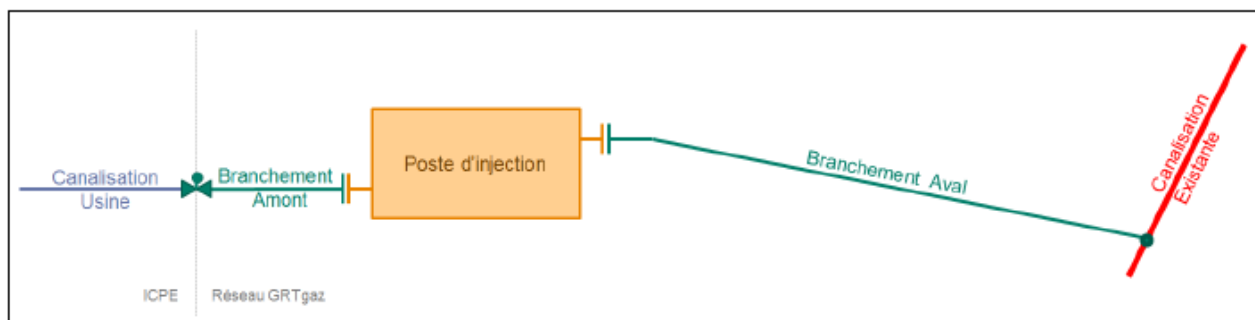 Canalisation
Usine
Branchement
Amont
Poste d'injection
Branchement Aval
Canalisation
Existante
ICPE
Réseau GRTgaz